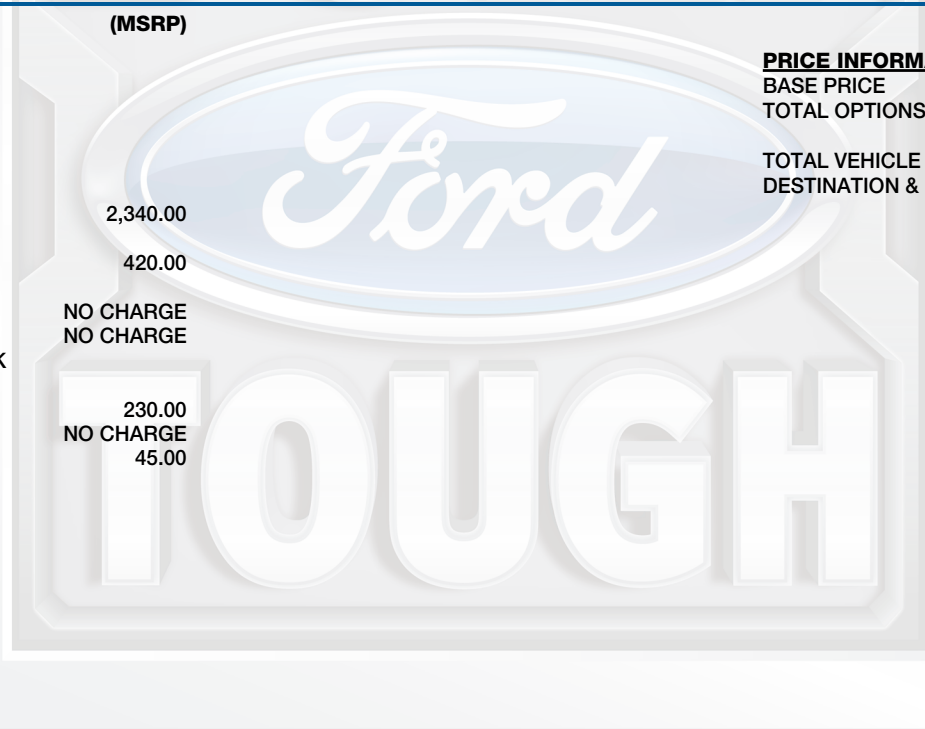 (MSRP)
2,340.00
420.00
NO CHARGE
NO CHARGE
K
230.00
NO CHARGE
45.00
PRICE INFORM
BASE PRICE
TOTAL OPTIONS
TOTAL VEHICLE
DESTINATION &
Ford
TOUGH